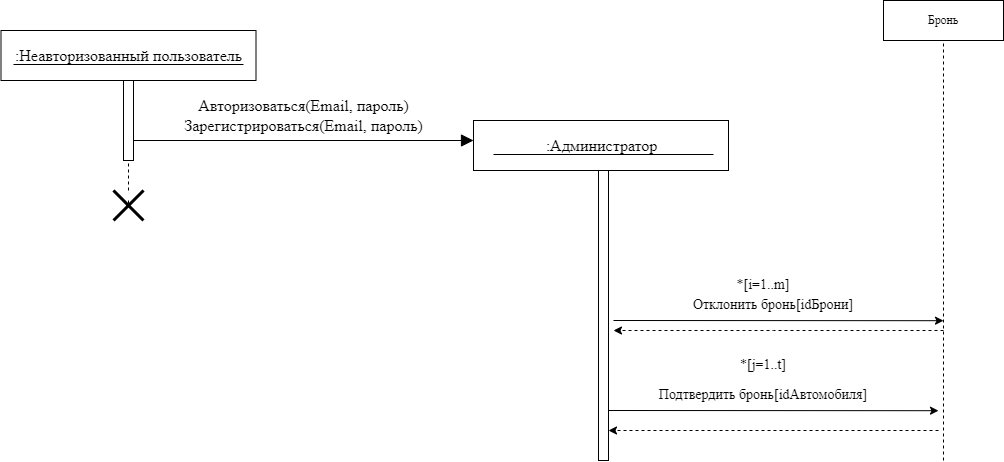 Бронь
:Неавторизованный пользователь
Авторизоваться(Email, пароль)
Зарегистрироваться(Email, пароль)
:Администратор
*[i=1..m]
Отклонить бронь[idБрони]
*[j=1..t]
Подтвердить бронь[idАвтомобиля]